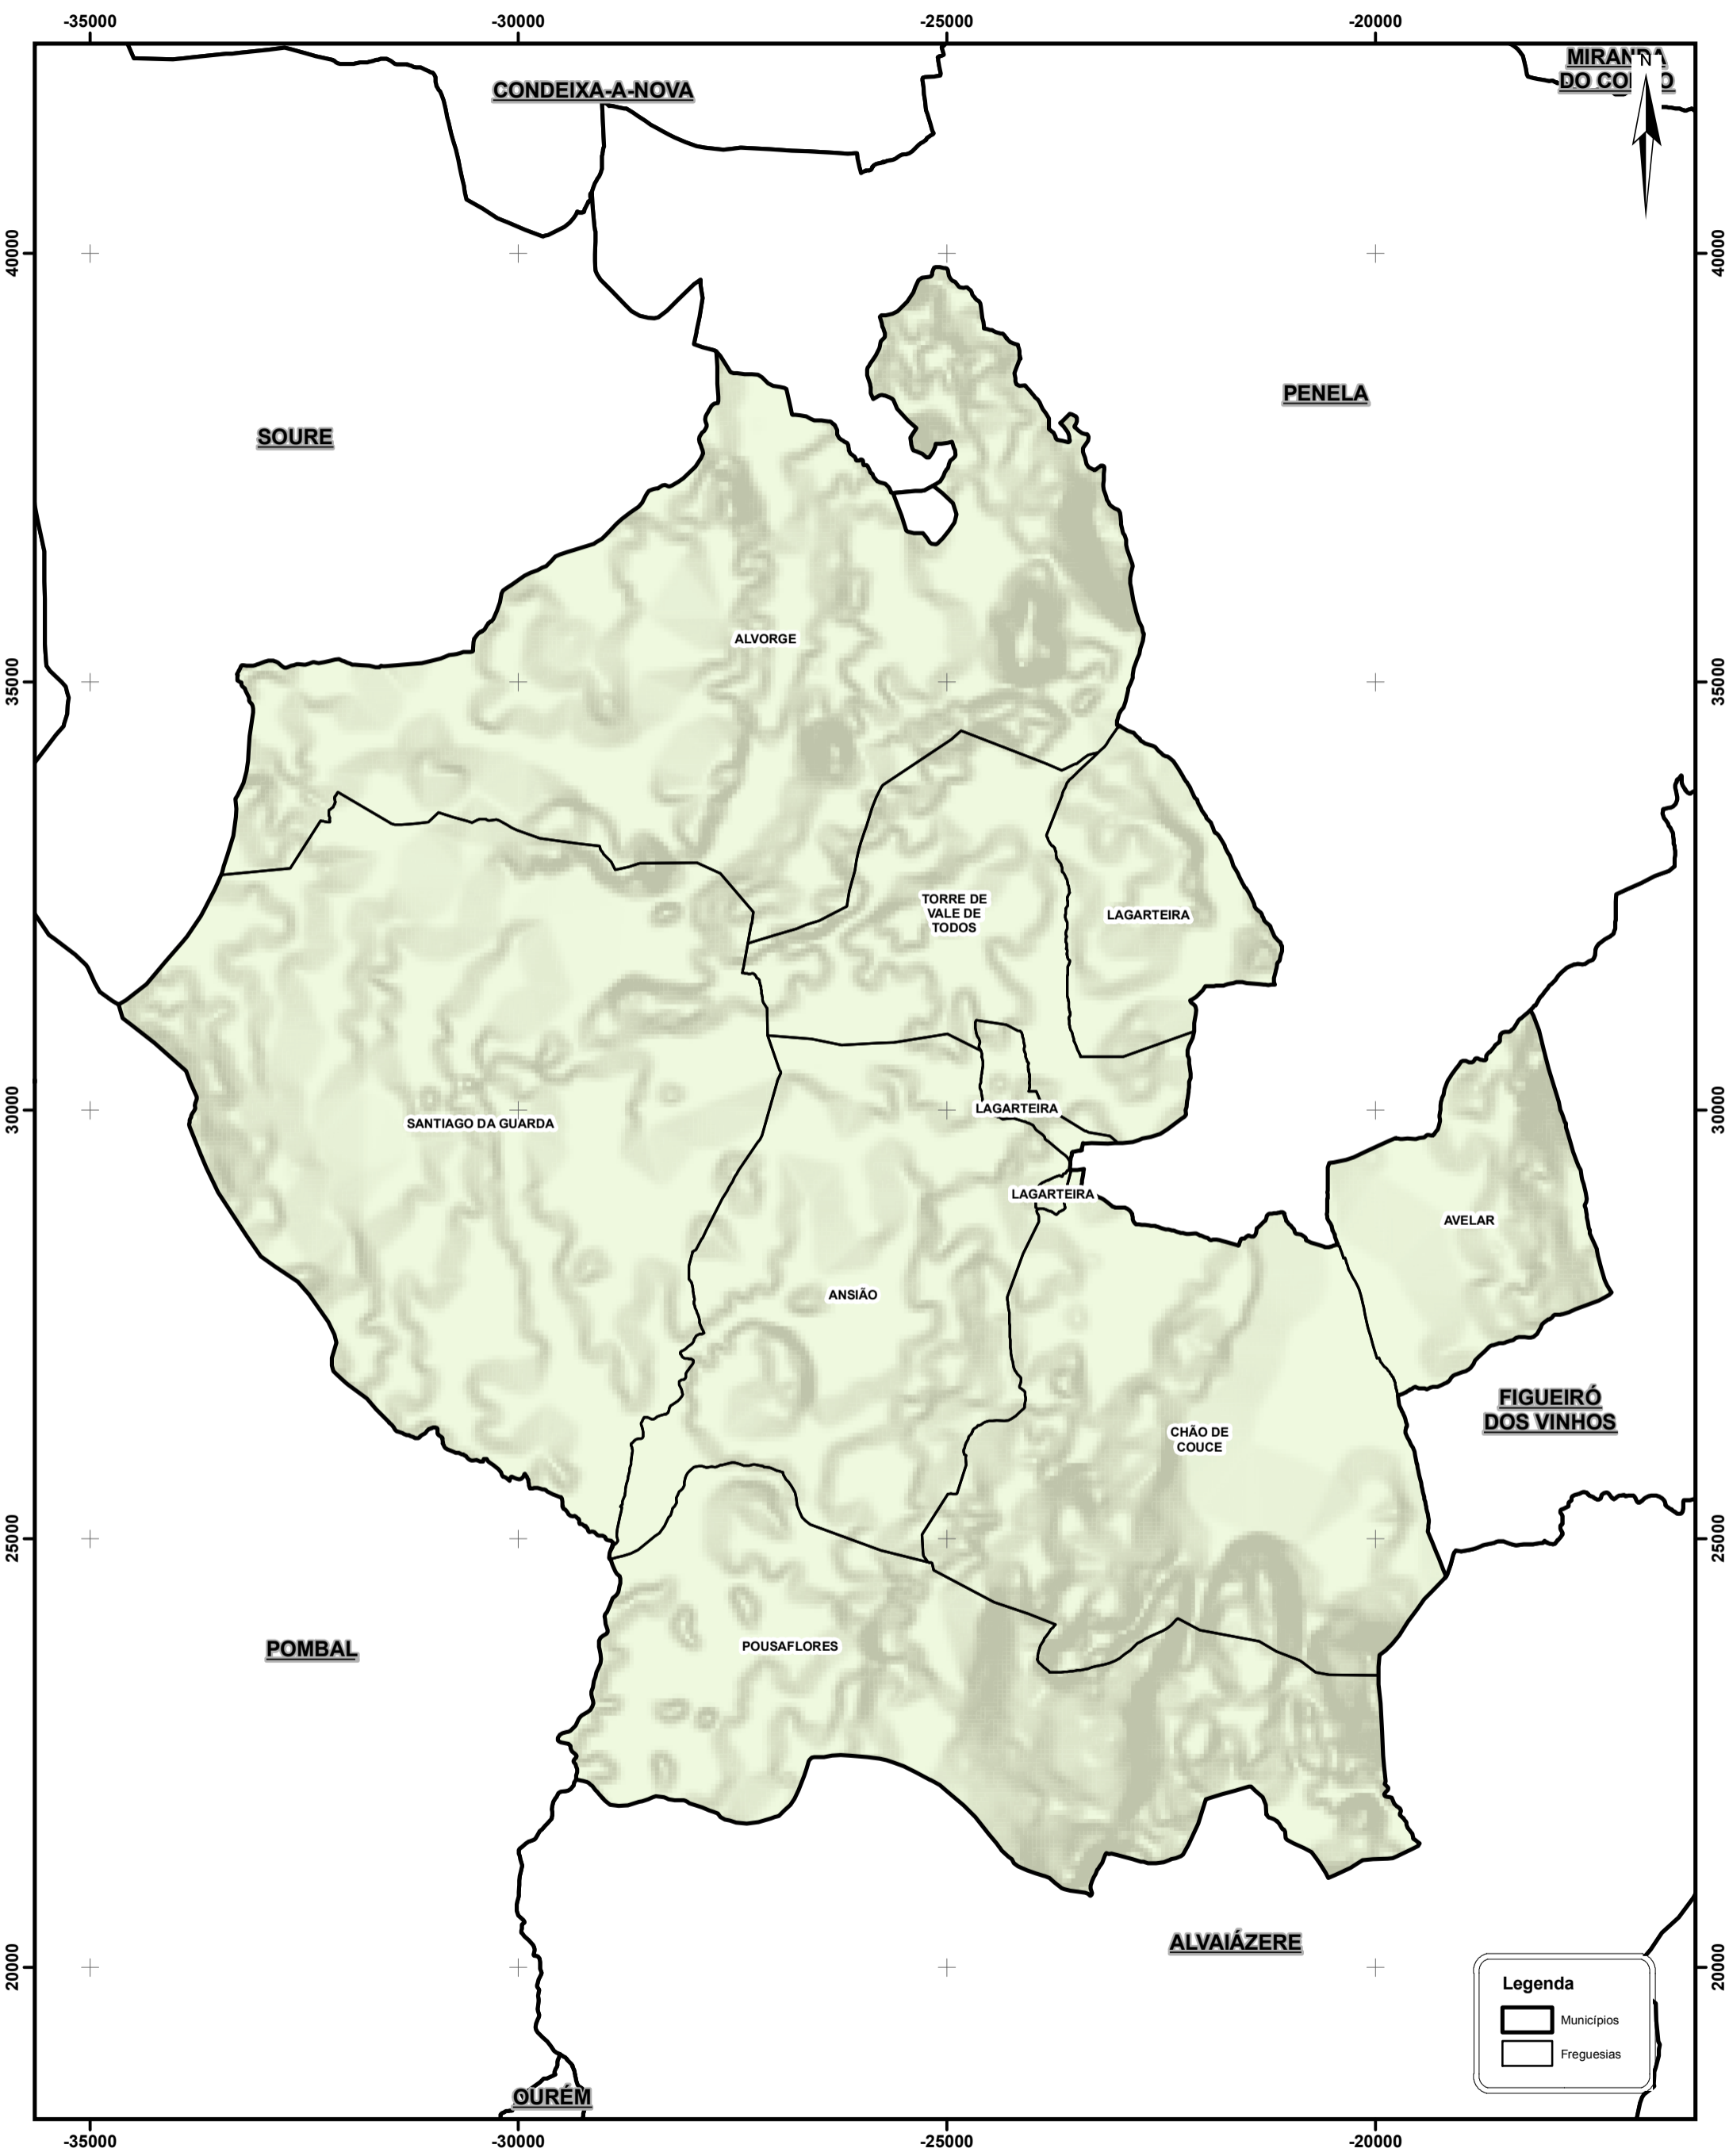 -35000
-30000
-25000
-20000
CONDEIXA-A-NOVA
MIRANDA
N
40000
40000
PENELA
SOURE
ALVORGE
35000
35000
TORRE DE
VALE DE
TODOS
LAGARTEIRA
30000
30000
LAGARTEIRA
SANTIAGO DA GUARDA
LAGARTEIRA
AVELAR
ANSIÃO
FIGUEIRÓ
DOS VINHOS
CHÃO DE
COUCE
25000
25000
POMBAL
POUSAFLORES
ALVAIÁZERE
20000
20000
Legenda
Municípios
Freguesias
OURÉM
-35000
-30000
-25000
-20000